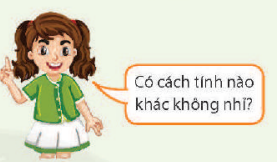 Có cách tính nào
khác không nhỉ?